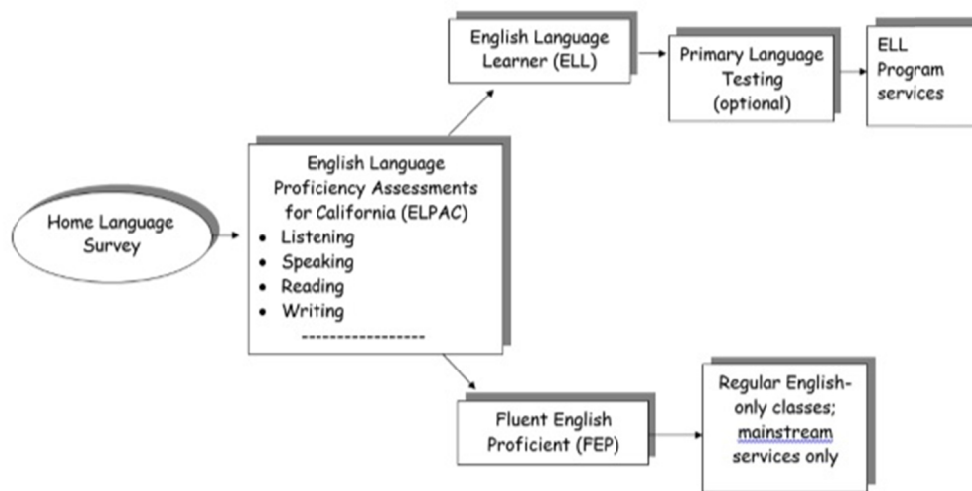 Home Language
Survey
English Language
Proficiency Assessments
for California (ELPAC)
• Listening
• Speaking
• Reading
• Writing
-----------------
English Language
Learner (ELL)
Primary Language
Testing
(optional)
ELL
Program
services
Fluent English
Proficient (FEP)
Regular English-
only classes;
mainstream
services only